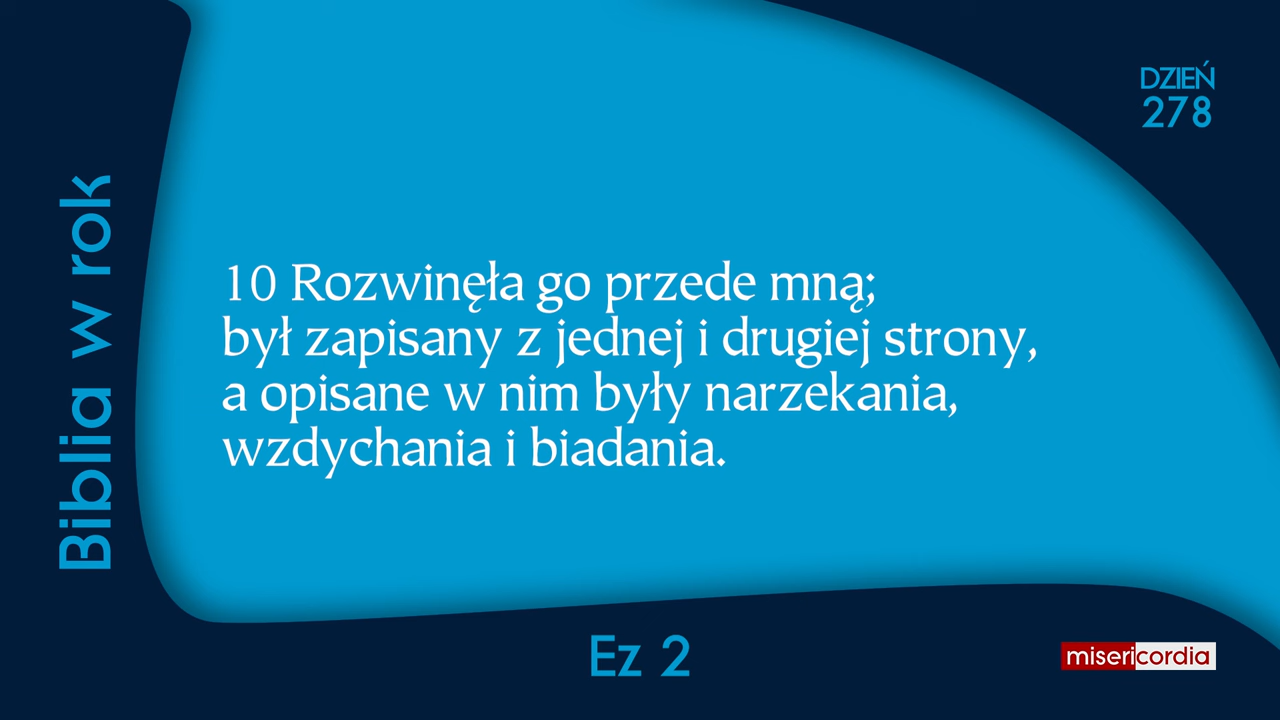 DZIEŃ
278
Biblia w rok
10 Rozwinęła go przede mną;
był zapisany z jednej i drugiej strony,
a opisane w nim były narzekania,
wzdychania i biadania.
Ez 2
misericordia